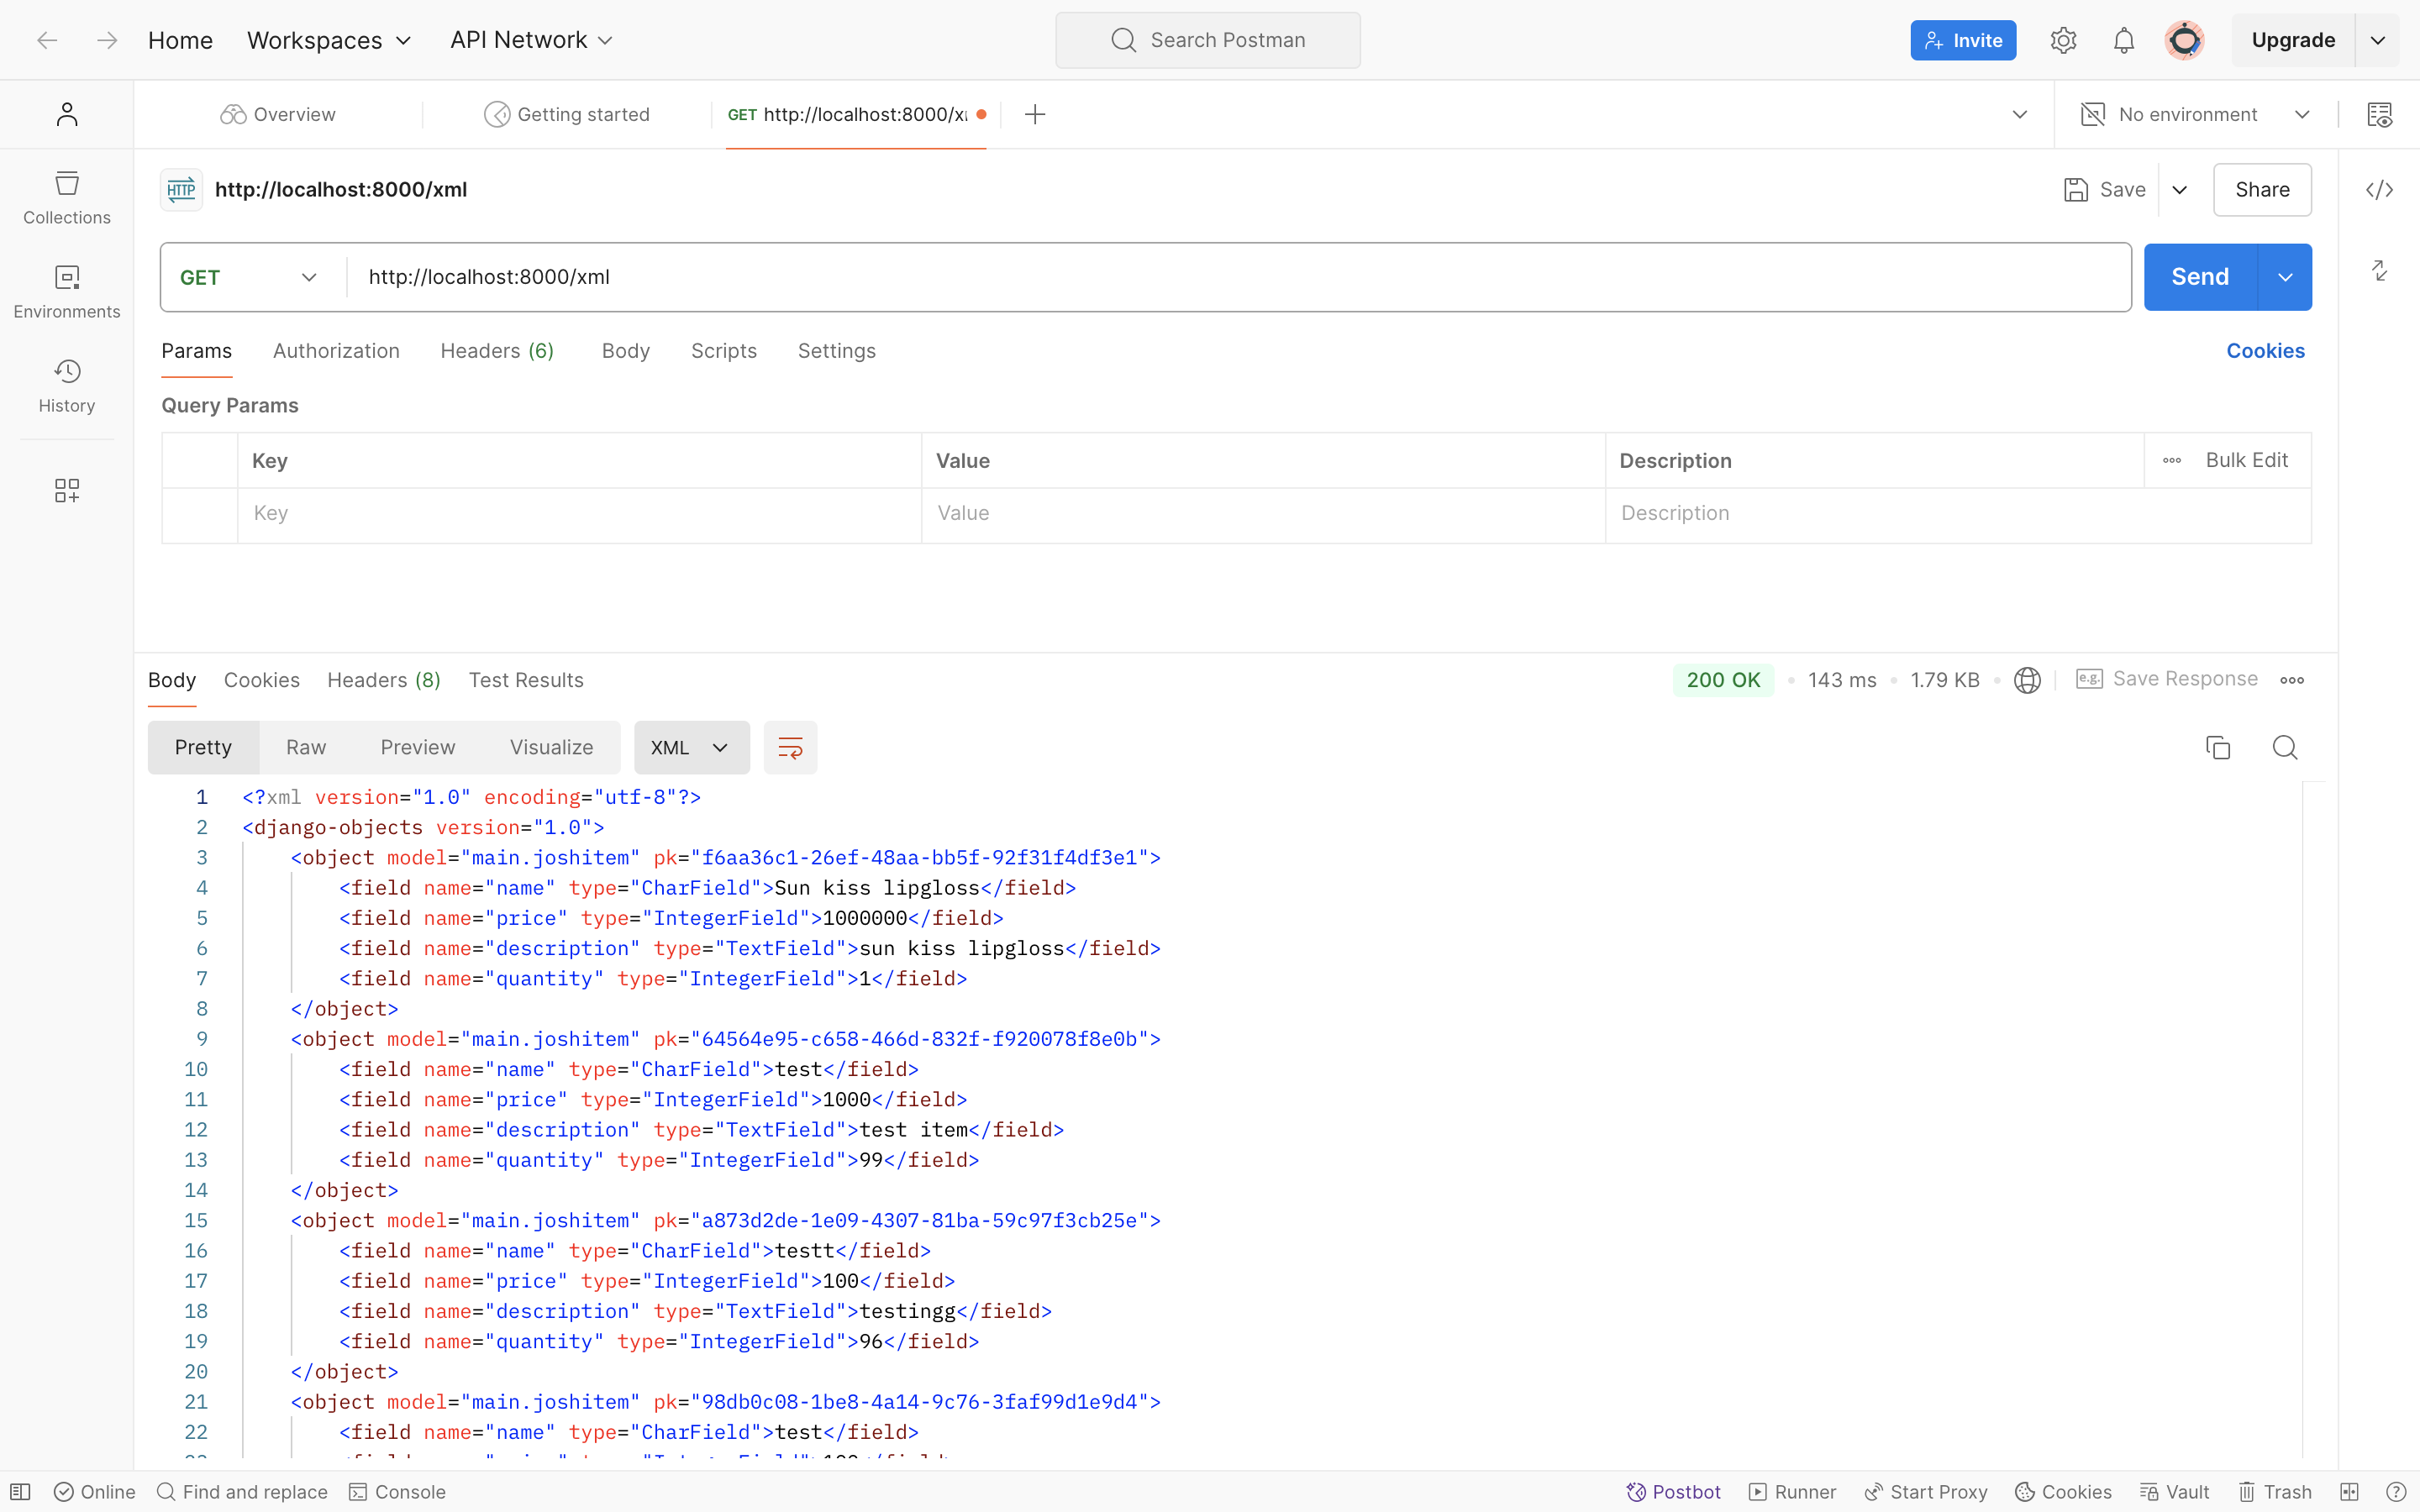 Home Workspaces API Network Search Postman Invite Upgrade
Overview Getting started GET http://localhost:8000/x No environment
HTTP http://localhost:8000/xml Save Share
Collections
Environments
History
GET http://localhost:8000/xml Send
Params Authorization Headers (6) Body Scripts Settings Cookies
Query Params
Key Value Description Bulk Edit
Key Value Description
Body Cookies Headers (8) Test Results 200 OK 143 ms 1.79 KB e.g. Save Response
Pretty Raw Preview Visualize XML
1 <?xml version="1.0" encoding="utf-8"?>
2 <django-objects version="1.0">
3 <object model="main.joshitem" pk="f6aa36c1-26ef-48aa-bb5f-92f31f4df3e1">
4 <field name="name" type="CharField">Sun kiss lipgloss</field>
5 <field name="price" type="IntegerField">1000000</field>
6 <field name="description" type="TextField">sun kiss lipgloss</field>
7 <field name="quantity" type="IntegerField">1</field>
8 </object>
9 <object model="main.joshitem" pk="64564e95-c658-466d-832f-f920078f8e0b">
10 <field name="name" type="CharField">test</field>
11 <field name="price" type="IntegerField">1000</field>
12 <field name="description" type="TextField">test item</field>
13 <field name="quantity" type="IntegerField">99</field>
14 </object>
15 <object model="main.joshitem" pk="a873d2de-1e09-4307-81ba-59c97f3cb25e">
16 <field name="name" type="CharField">testt</field>
17 <field name="price" type="IntegerField">100</field>
18 <field name="description" type="TextField">testingg</field>
19 <field name="quantity" type="IntegerField">96</field>
20 </object>
21 <object model="main.joshitem" pk="98db0c08-1be8-4a14-9c76-3faf99d1e9d4">
22 <field name="name" type="CharField">test</field>
Online Find and replace Console Postbot Runner Start Proxy Cookies Vault Trash